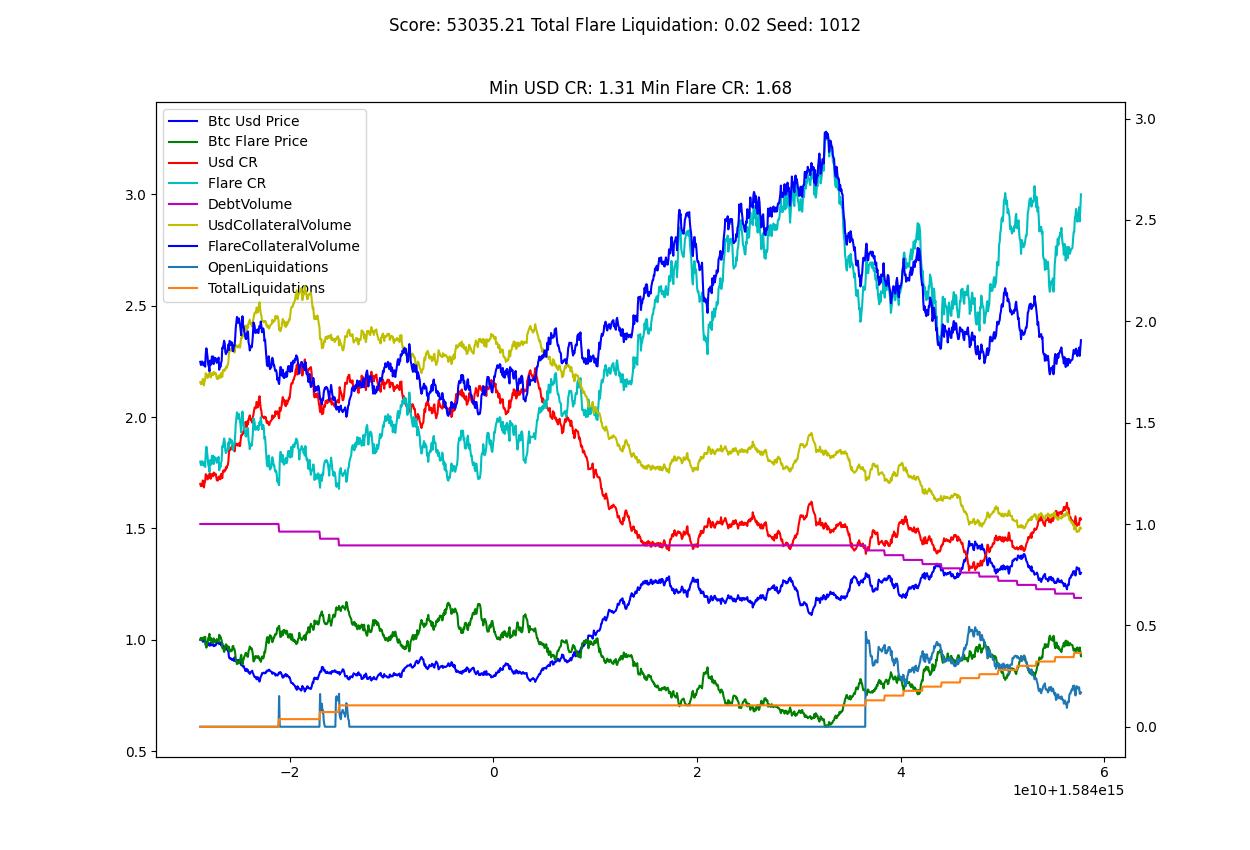 Score: 53035.21 Total Flare Liquidation: 0.02 Seed: 1012
Min USD CR: 1.31 Min Flare CR: 1.68
Btc Usd Price
Btc Flare Price
Usd CR
Flare CR
DebtVolume
UsdCollateralVolume
FlareCollateralVolume
OpenLiquidations
TotalLiquidations
3.0
2.5
2.0
1.5
1.0
0.5
3.0
2.5
2.0
1.5
1.0
0.5
0.0
−2
0
2
4
6
1e10+1.584e15